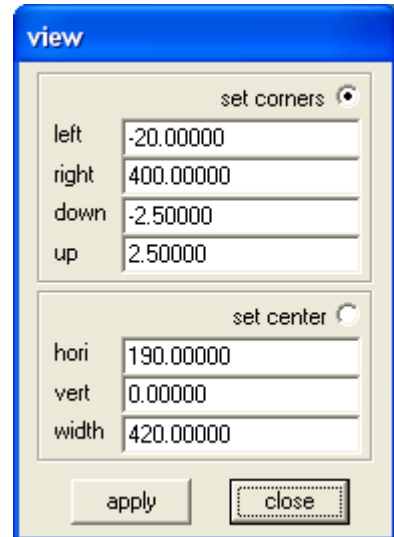 view
set corners
left -20.00000
right 400.00000
down -2.50000
up 2.50000
set center
hori 190.00000
vert 0.00000
width 420.00000
apply close